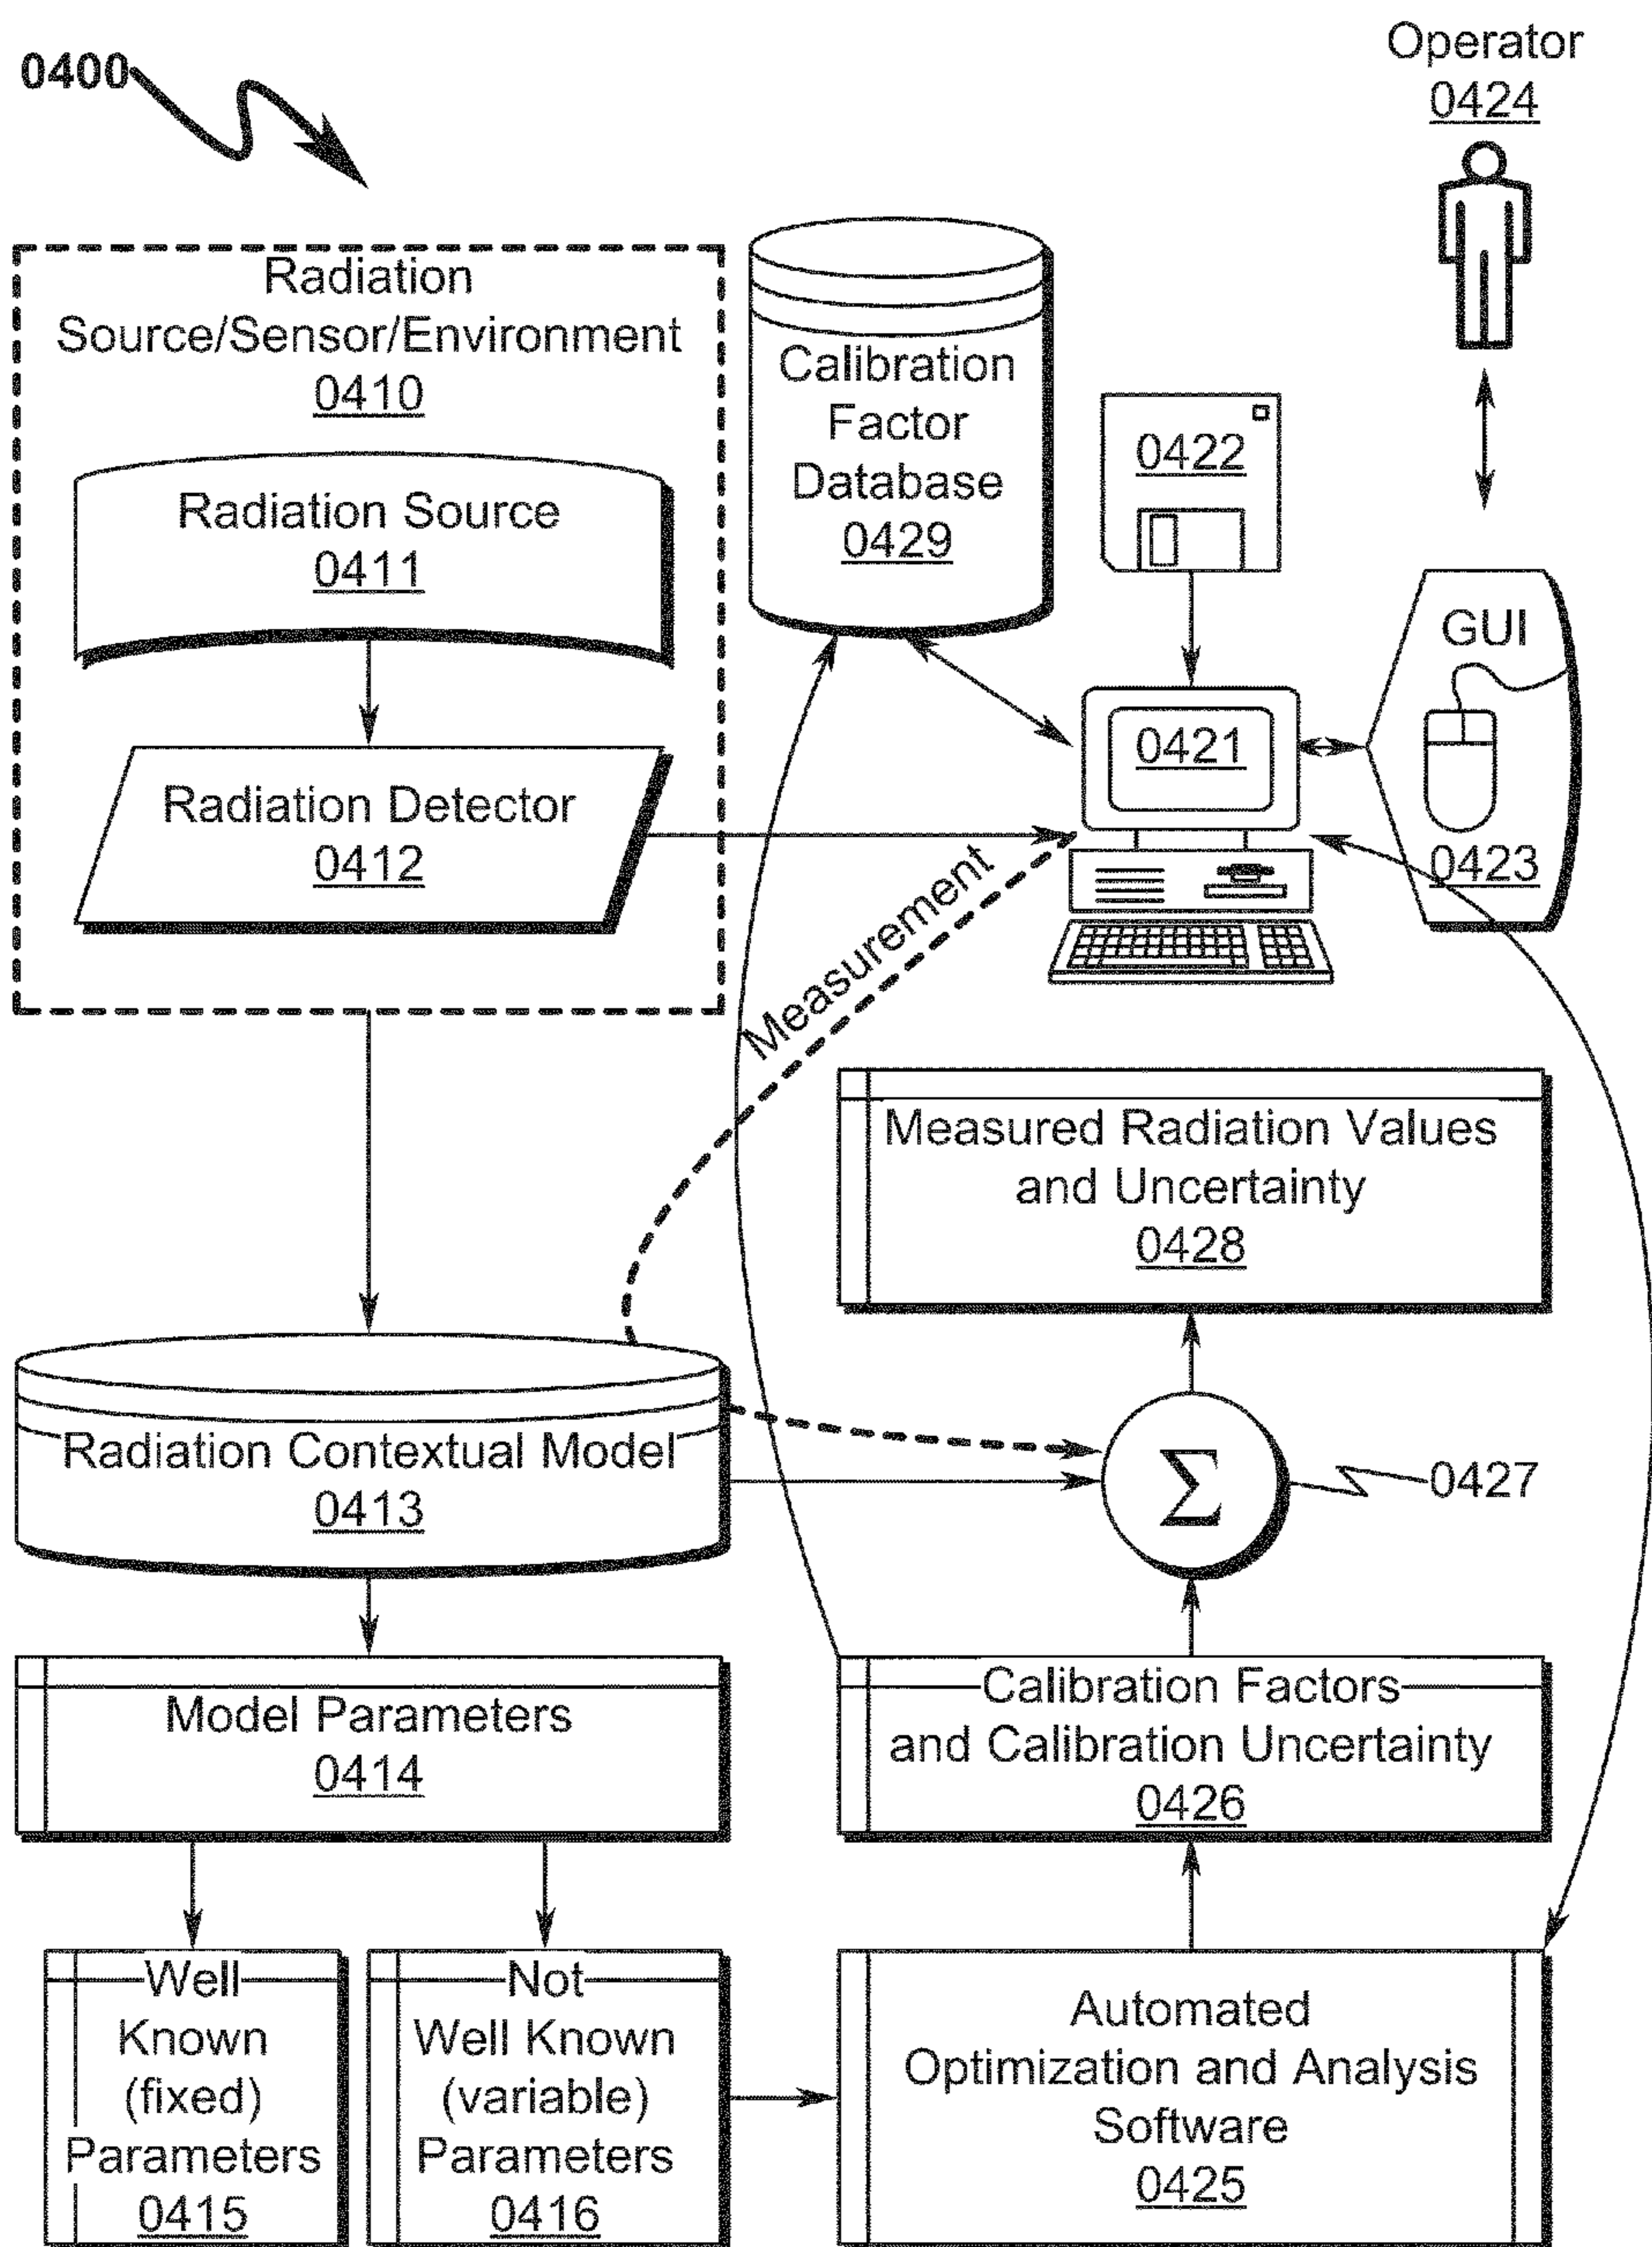 0400
Operator
0424
Radiation
Source/Sensor/Environment
0410
Radiation Source
0411
Radiation Detector
0412
Calibration
Factor
Database
0429
0422
GUI
0423
0421
Measurement
Measured Radiation Values
and Uncertainty
0428
Radiation Contextual Model
0413
Σ
0427
Model Parameters
0414
Calibration Factors
and Calibration Uncertainty
0426
Well
Known
(fixed)
Parameters
0415
Not
Well Known
(variable)
Parameters
0416
Automated
Optimization and Analysis
Software
0425